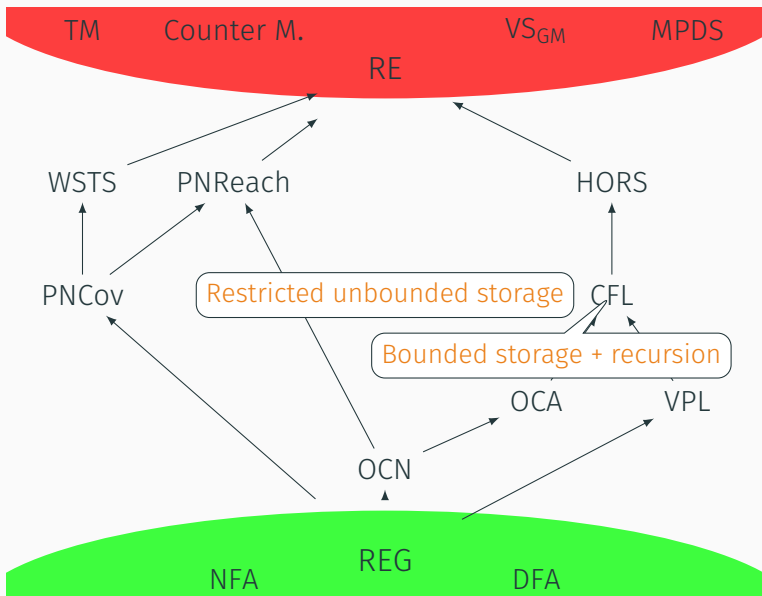 TM
Counter M.
VSGM
MPDS
RE
WSTS
PNReach
HORS
PNCov
Restricted unbounded storage
CFL
Bounded storage + recursion
OCA
VPL
OCN
REG
NFA
DFA